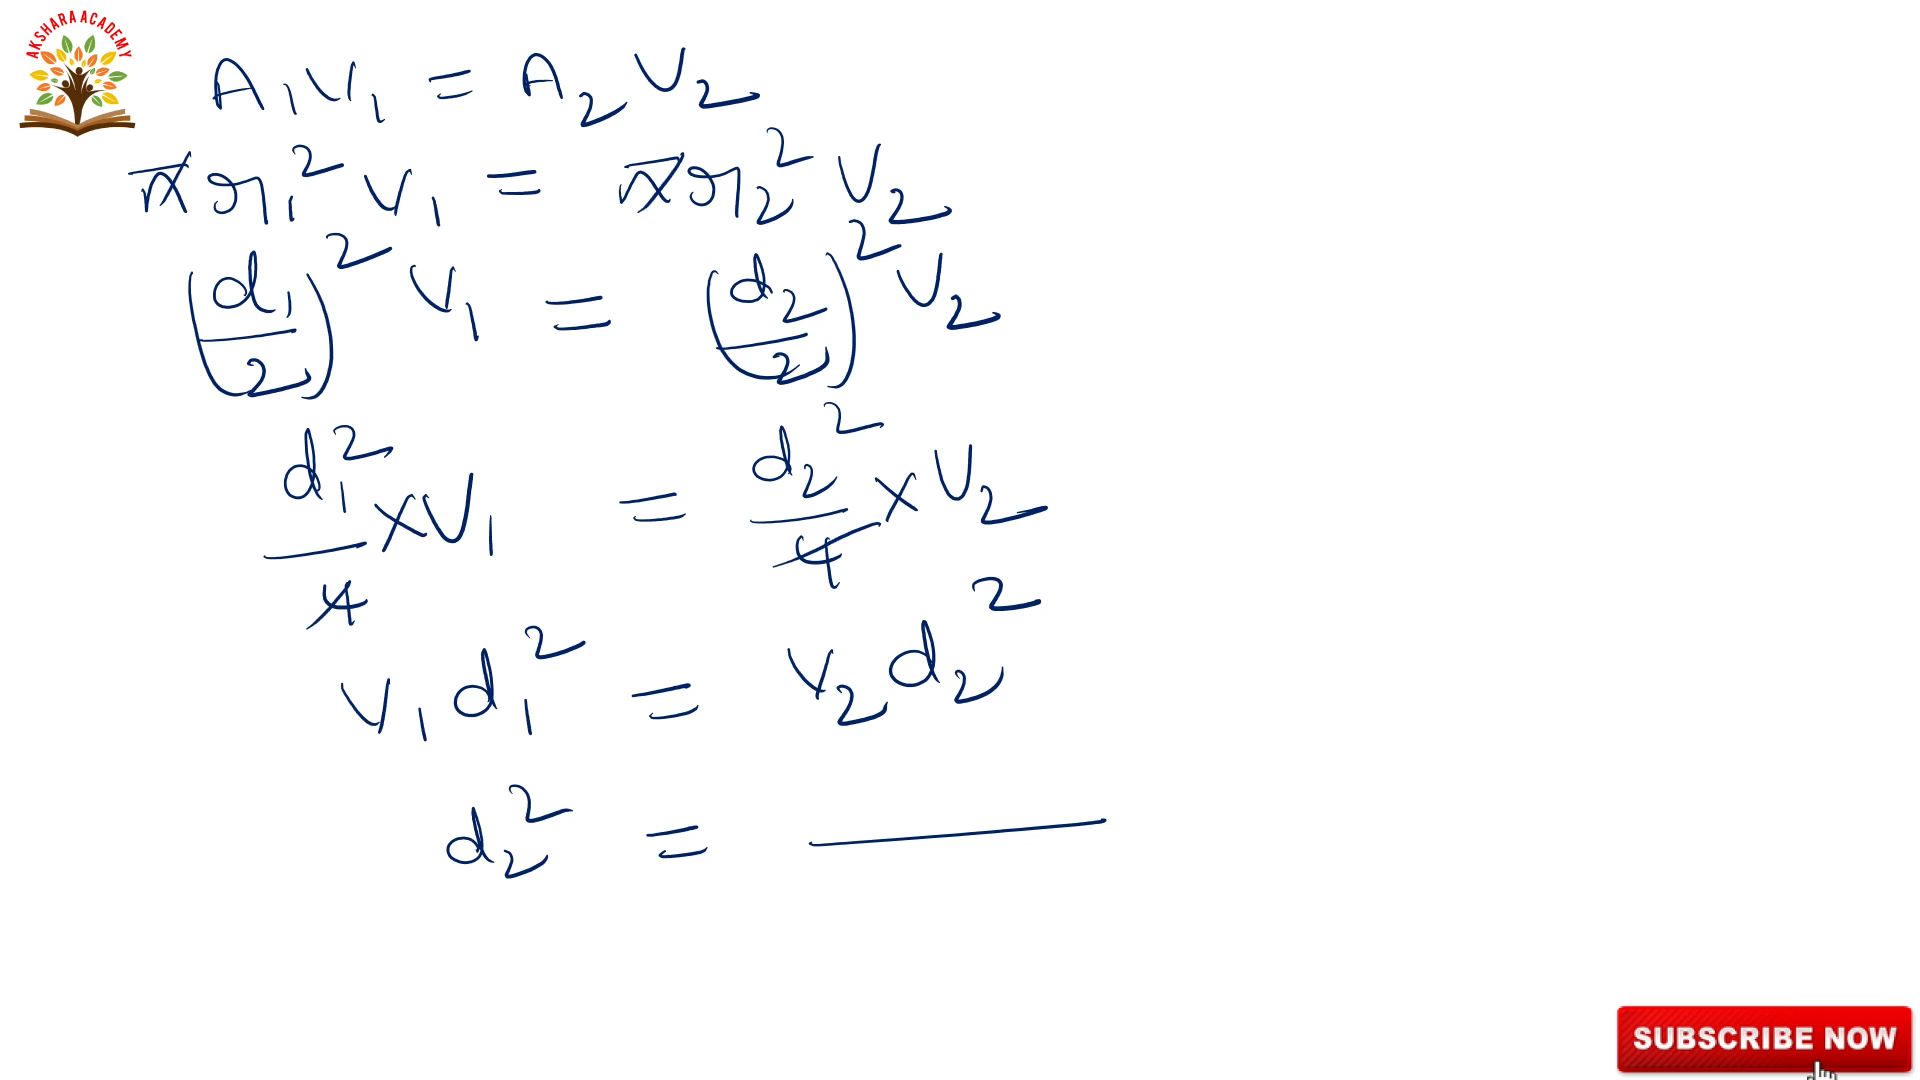 AKSHARA ACADEMY
A₁V₁ = A₂V₂
πr₁²V₁ = πr₂²V₂
(d₁/2)²V₁ = (d₂/2)²V₂
d₁²/4 × V₁ = d₂²/4 × V₂
V₁d₁² = V₂d₂²
d₂² =
SUBSCRIBE NOW